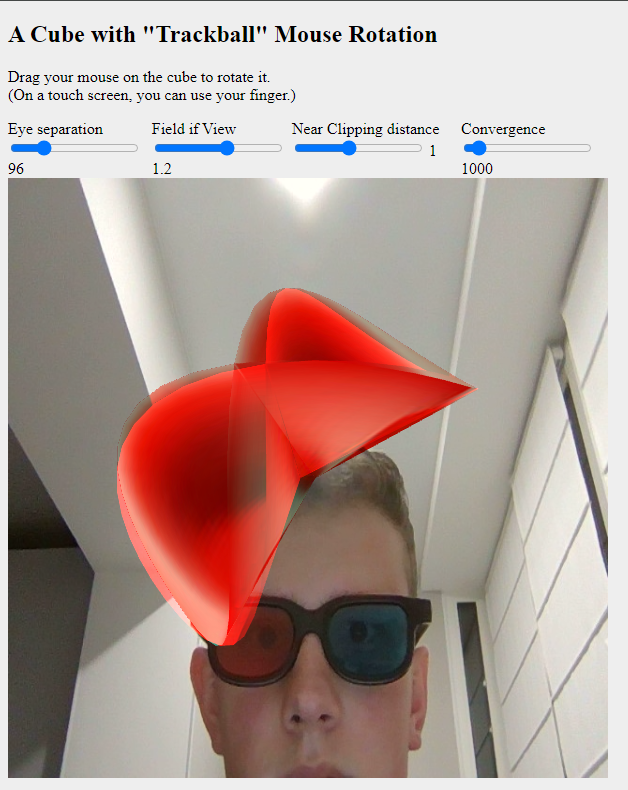 A Cube with "Trackball" Mouse Rotation
Drag your mouse on the cube to rotate it.
(On a touch screen, you can use your finger.)
Eye separation
96
Field if View
1.2
Near Clipping distance
1
Convergence
1000